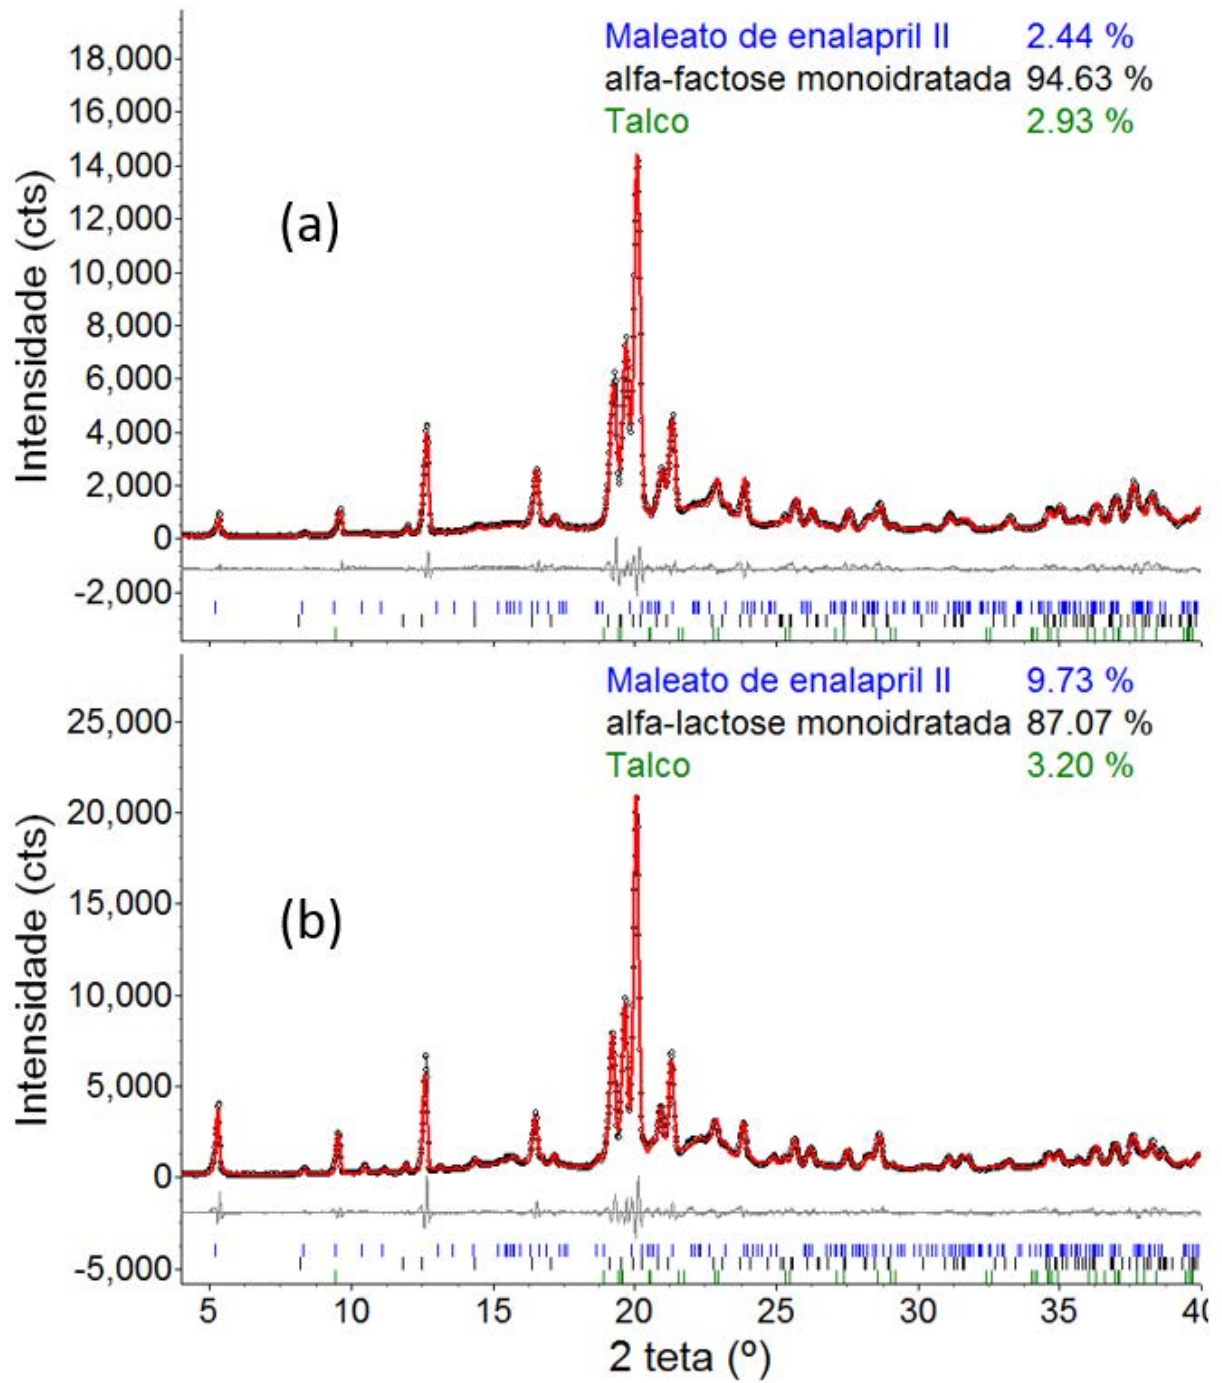 Maleato de enalapril II 2.44 %
alfa-factose monoidratada 94.63 %
Talco 2.93 %
(a)
Intensidade (cts)
18,000
16,000
14,000
12,000
10,000
8,000
6,000
4,000
2,000
0
-2,000
Maleato de enalapril II 9.73 %
alfa-lactose monoidratada 87.07 %
Talco 3.20 %
(b)
Intensidade (cts)
25,000
20,000
15,000
10,000
5,000
0
-5,000
5 10 15 20 25 30 35 40
2 teta (º)